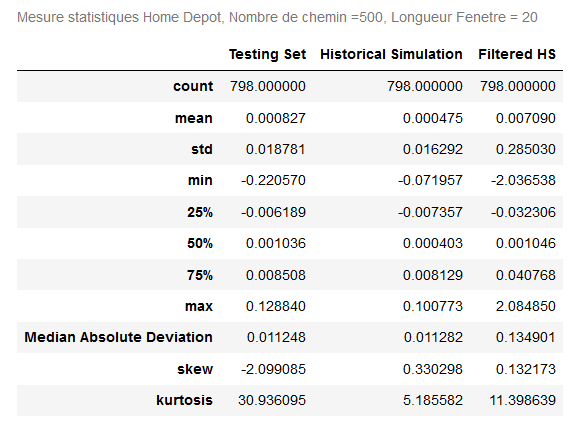 Mesure statistiques Home Depot, Nombre de chemin =500, Longueur Fenetre = 20
Testing Set Historical Simulation Filtered HS
count 798.000000 798.000000 798.000000
mean 0.000827 0.000475 0.007090
std 0.018781 0.016292 0.285030
min -0.220570 -0.071957 -2.036538
25% -0.006189 -0.007357 -0.032306
50% 0.001036 0.000403 0.001046
75% 0.008508 0.008129 0.040768
max 0.128840 0.100773 2.084850
Median Absolute Deviation 0.011248 0.011282 0.134901
skew -2.099085 0.330298 0.132173
kurtosis 30.936095 5.185582 11.398639